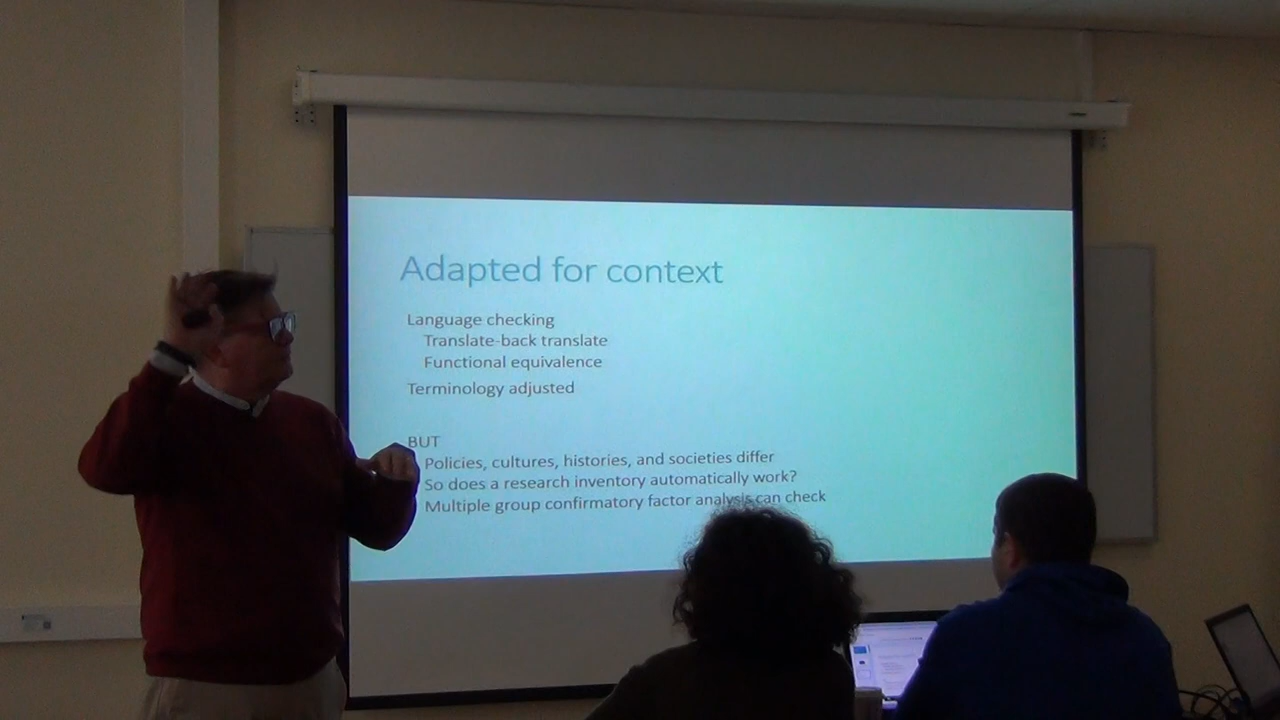 Adapted for context
Language checking
Translate-back translate
Functional equivalence
Terminology adjusted
BUT
Policies, cultures, histories, and societies differ
So does a research inventory automatically work?
Multiple group confirmatory factor analysis can check